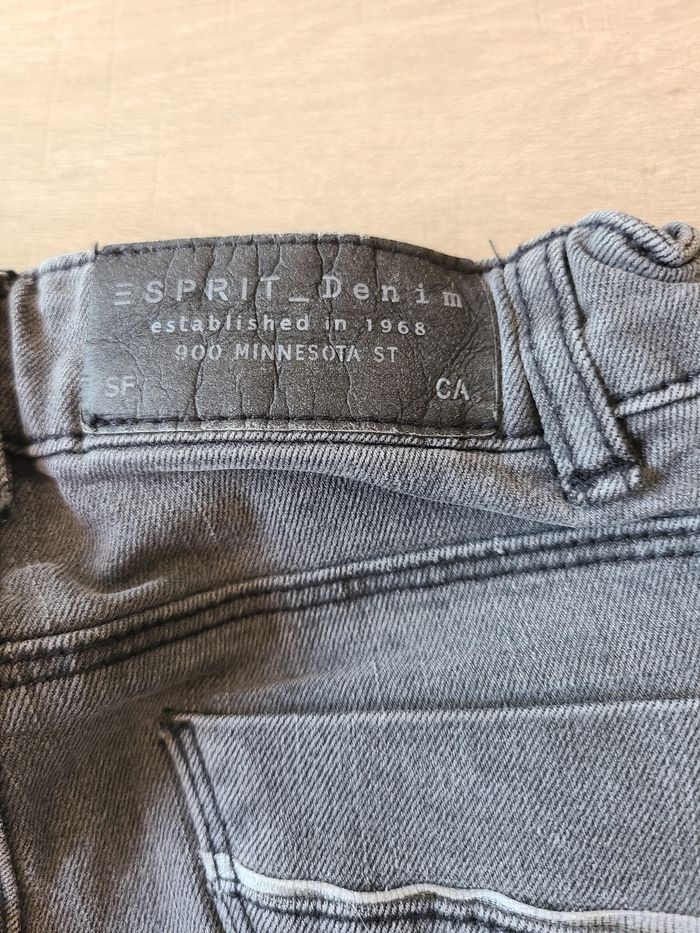 ESPRIT_Denim
established in 1968
900 MINNESOTA ST
SF CA